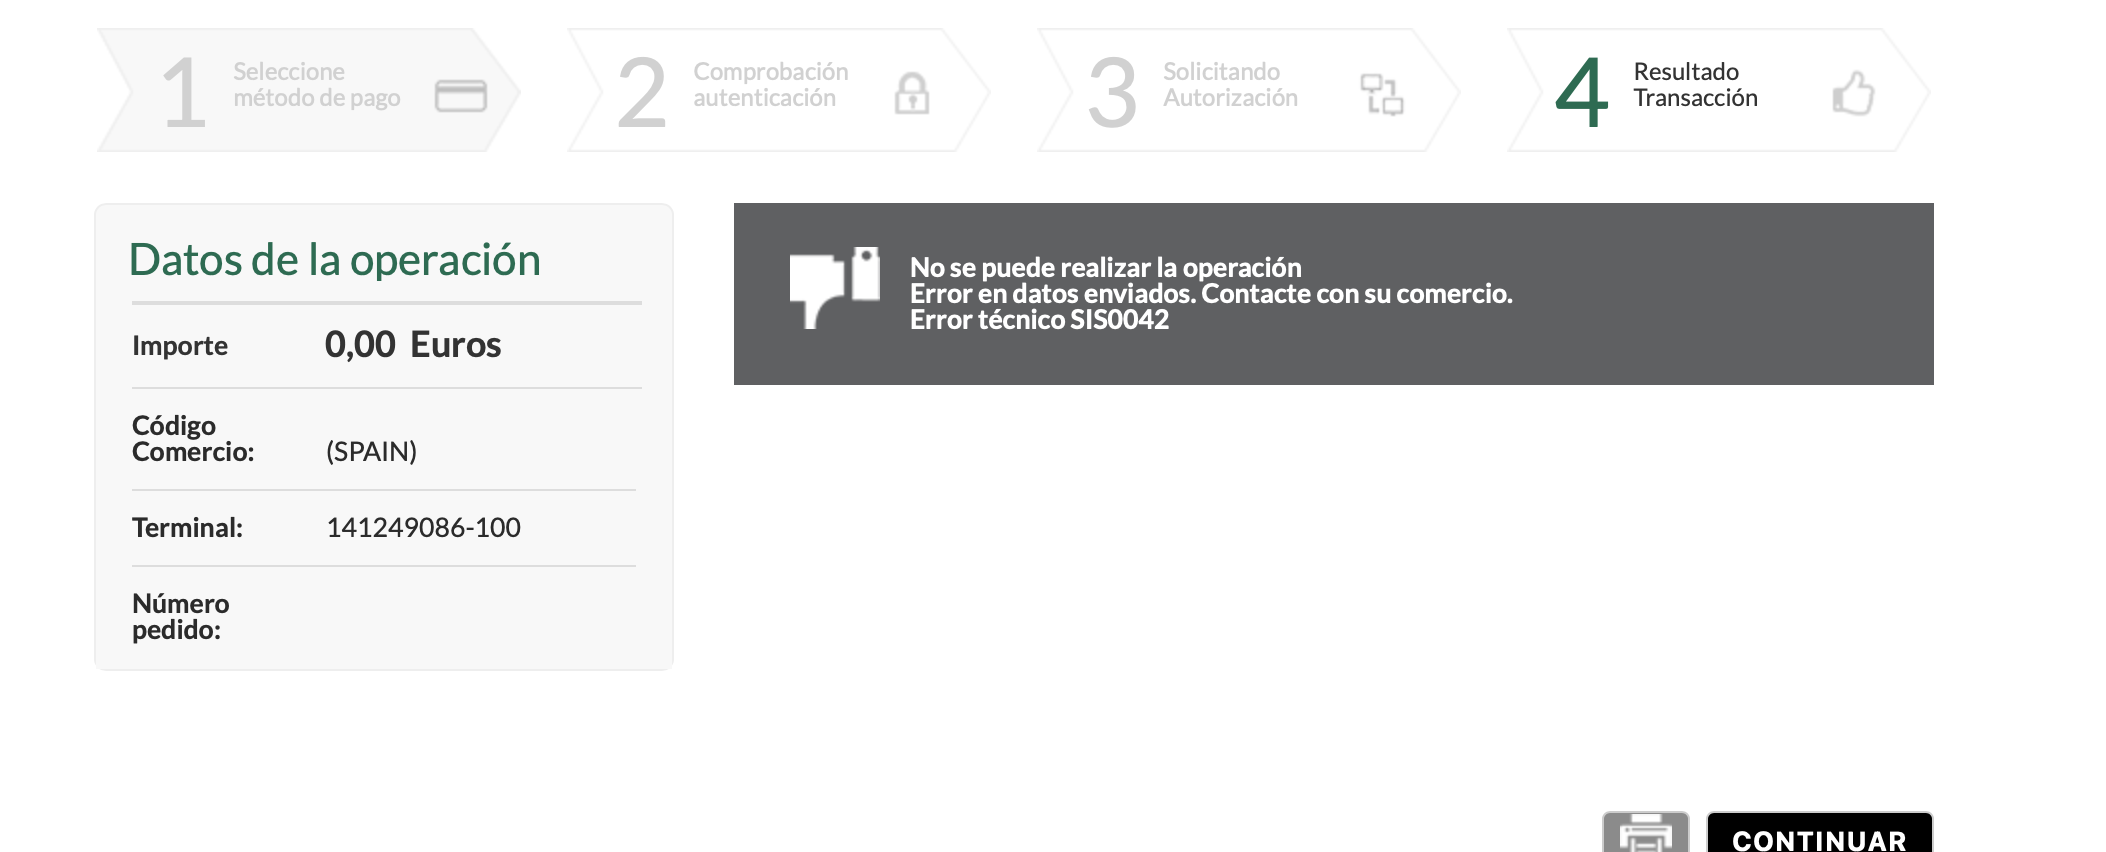 1 Seleccione
método de pago
2 Comprobación
autenticación
3 Solicitando
Autorización
4 Resultado
Transacción
Datos de la operación
Importe 0,00 Euros
Código
Comercio: (SPAIN)
Terminal: 141249086-100
Número
pedido:
No se puede realizar la operación
Error en datos enviados. Contacte con su comercio.
Error técnico SIS0042
CONTINUAR